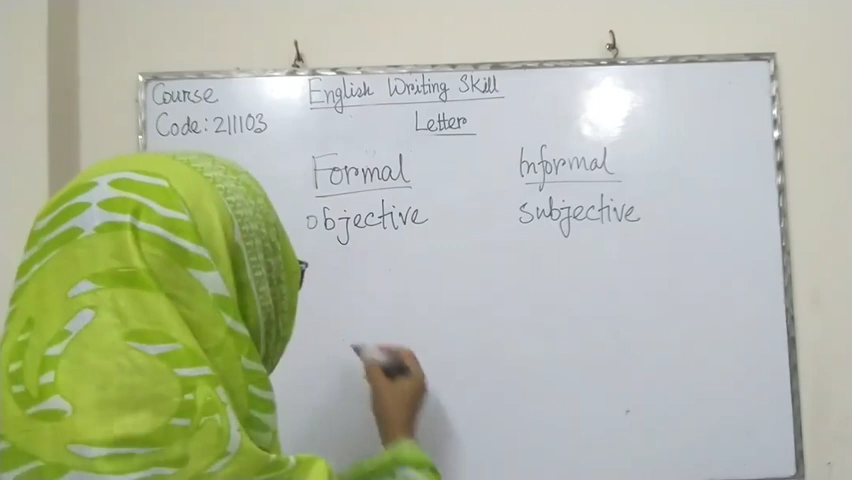 Course English Writing Skill
Code: 211103 Letter
Formal Informal
objective subjective